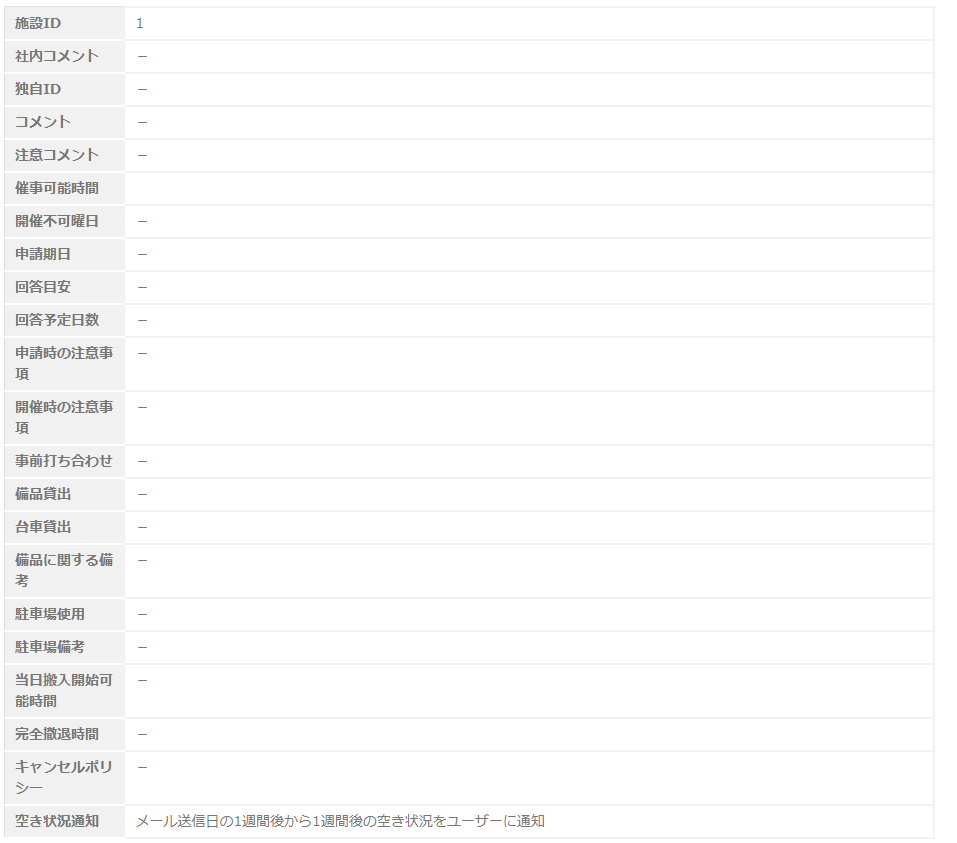 施設ID 1
社内コメント –
独自ID –
コメント –
注意コメント –
催事可能時間
開催不可曜日 –
申請期日 –
回答目安 –
回答予定日数 –
申請時の注意事 –
項
開催時の注意事 –
項
事前打ち合わせ –
備品貸出 –
台車貸出 –
備品に関する備 –
考
駐車場使用 –
駐車場備考 –
当日搬入開始可 –
能時間
完全撤退時間 –
キャンセルポリ –
シー
空き状況通知 メール送信日の1週間後から1週間後の空き状況をユーザーに通知